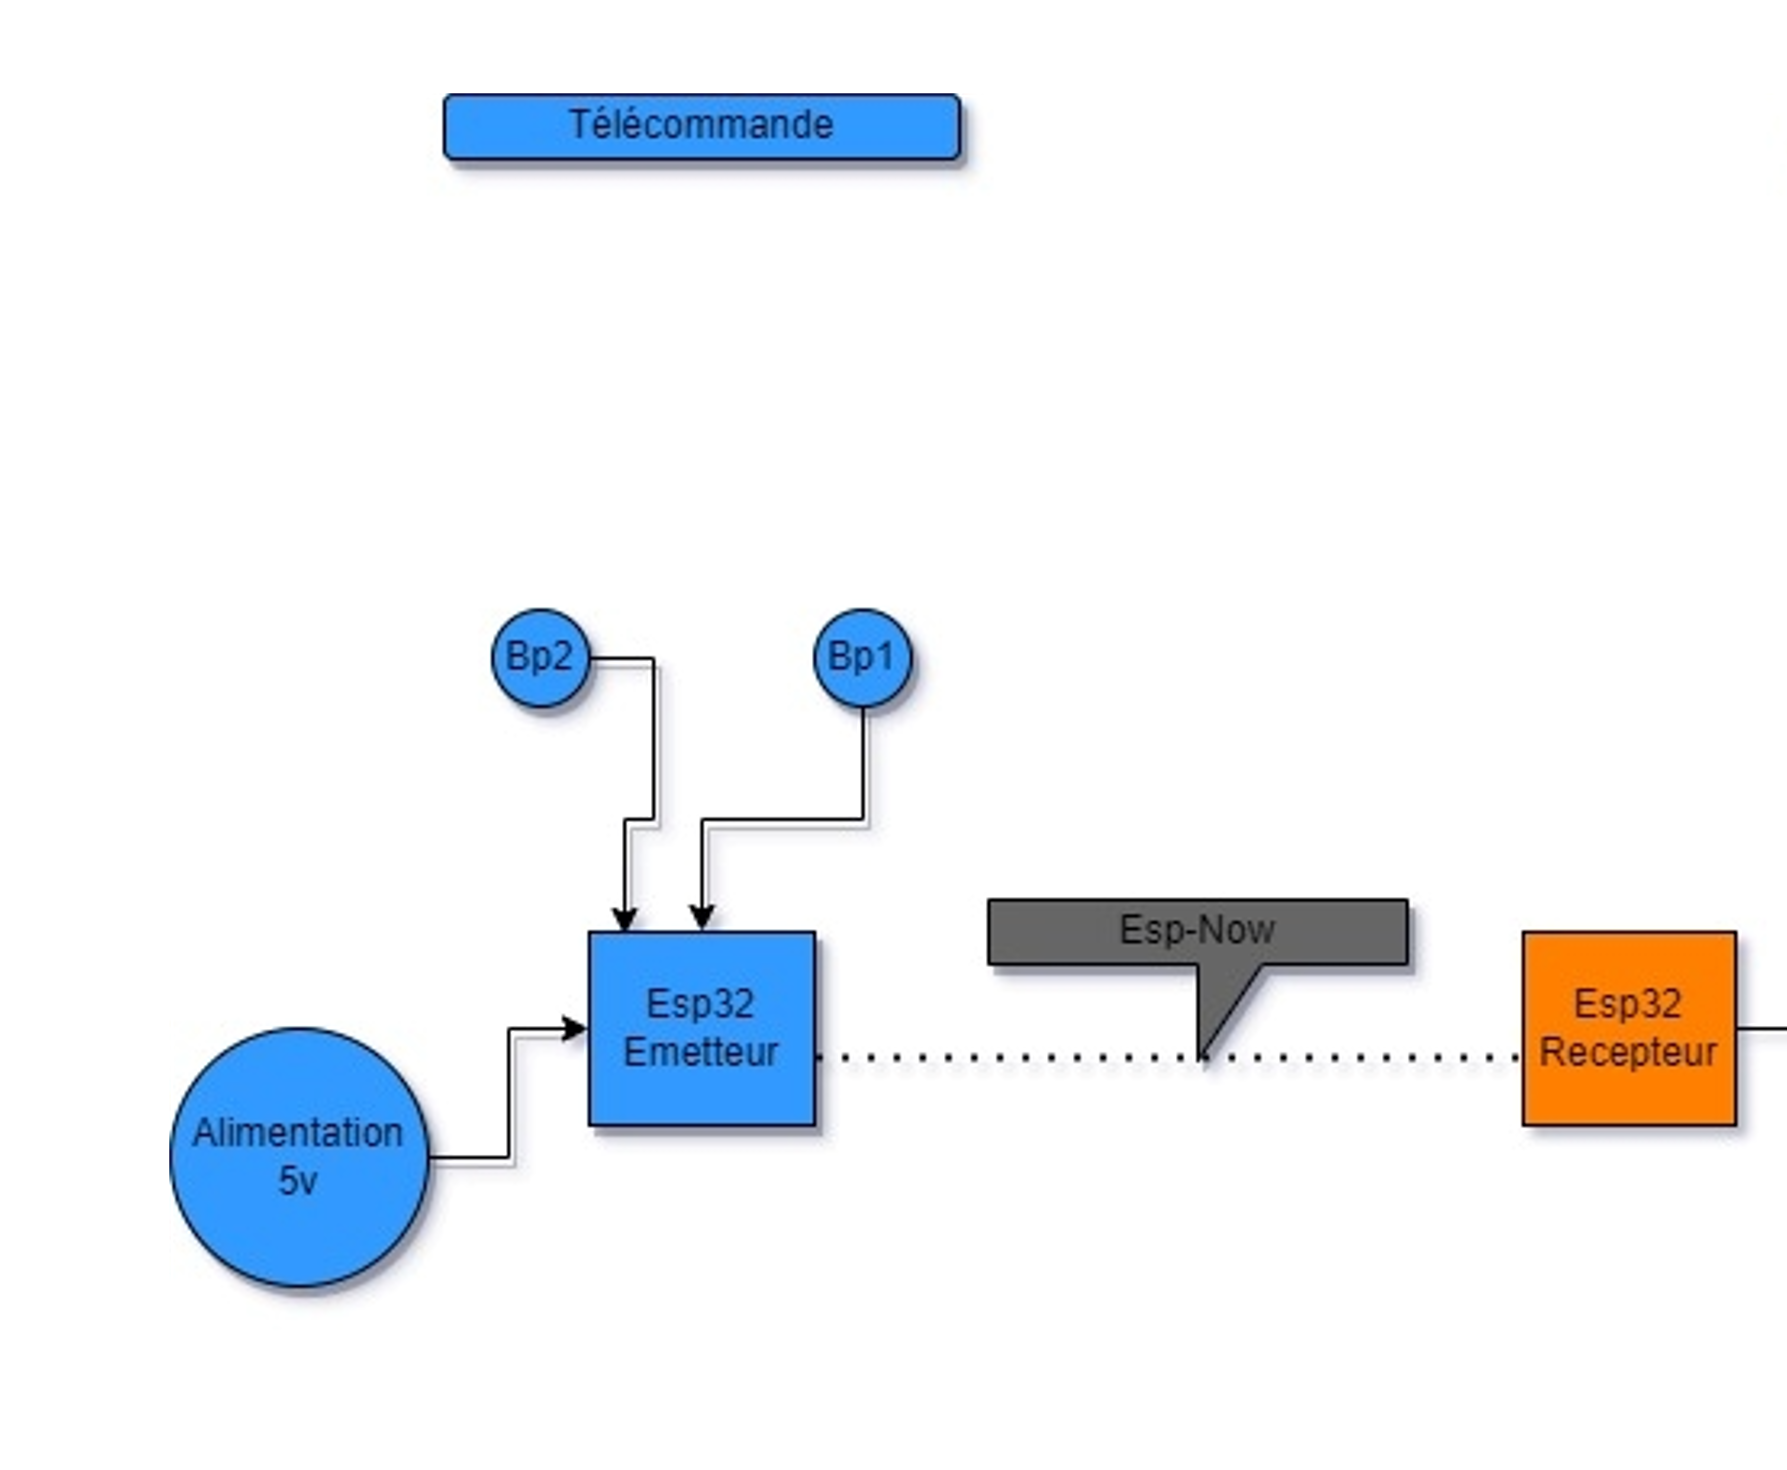 Télécommande
Bp2
Bp1
Esp-Now
Esp32
Emetteur
Esp32
Recepteur
Alimentation
5v